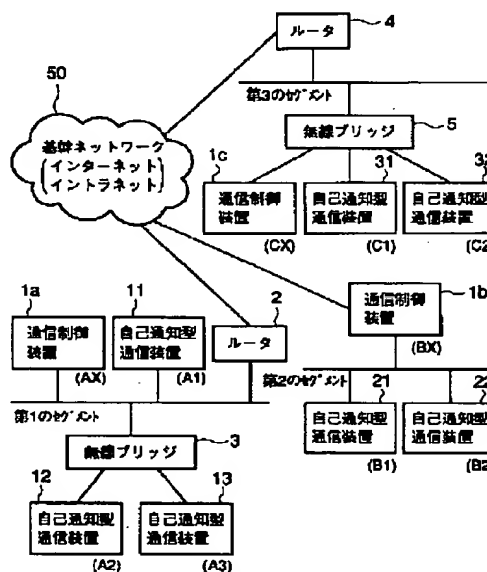 ルータ
4
50
第3のｾｸﾞﾒﾝﾄ
基幹ネットワーク
インターネット
イントラネット
無線ブリッジ
5
1c
31
32
通信制御
装置
自己通知型
通信装置
自己通知型
通信装置
(CX)
(C1)
(C2
1a
11
2
通信制御
装置
1b
通信制御
装置
自己通知型
通信装置
ルータ
(BX)
(AX)
(A1)
第2のｾｸﾞﾒﾝﾄ
21
22
第1のｾｸﾞﾒﾝﾄ
自己通知型
通信装置
自己通知型
通信装置
無線ブリッジ
3
(B1)
(B2
12
13
自己通知型
通信装置
自己通知型
通信装置
(A2)
(A3)